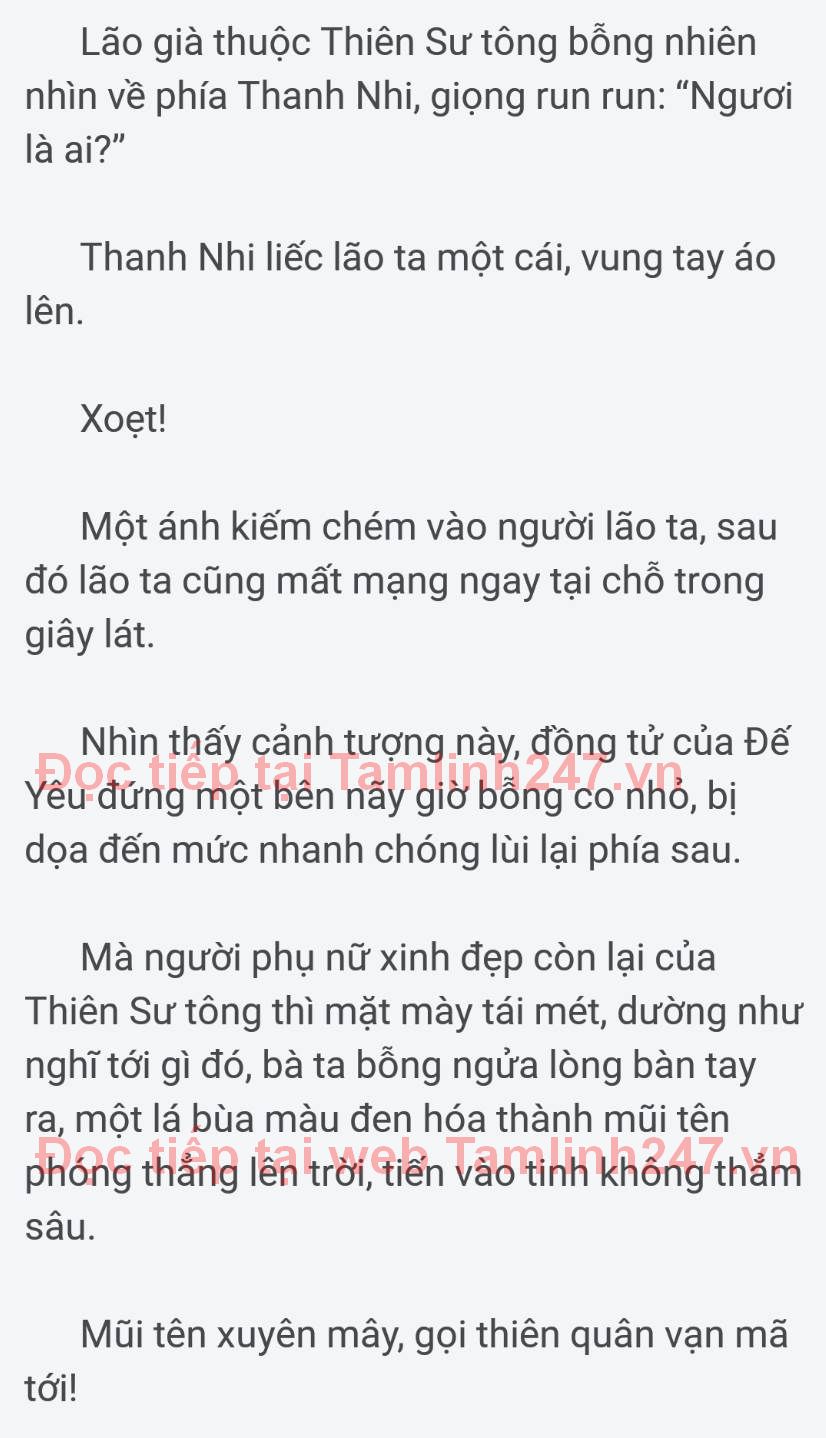 Lão già thuộc Thiên Sư tông bỗng nhiên
nhìn về phía Thanh Nhi, giọng run run: “Ngươi
là ai?”
Thanh Nhi liếc lão ta một cái, vung tay áo
lên.
Xoẹt!
Một ánh kiếm chém vào người lão ta, sau
đó lão ta cũng mất mạng ngay tại chỗ trong
giây lát.
Nhìn thấy cảnh tượng này, đồng tử của Đế
Đọc tiếp tại Tamlinh247.vn
Yêu đứng một bên nãy giờ bỗng co nhỏ, bị
dọa đến mức nhanh chóng lùi lại phía sau.
Mà người phụ nữ xinh đẹp còn lại của
Thiên Sư tông thì mặt mày tái mét, dường như
nghĩ tới gì đó, bà ta bỗng ngửa lòng bàn tay
ra, một lá bùa màu đen hóa thành mũi tên
Đọc tiếp tại web Tamlinh247.vn
phóng thẳng lên trời, tiến vào tinh không thẳm
sâu.
Mũi tên xuyên mây, gọi thiên quân vạn mã
tới!